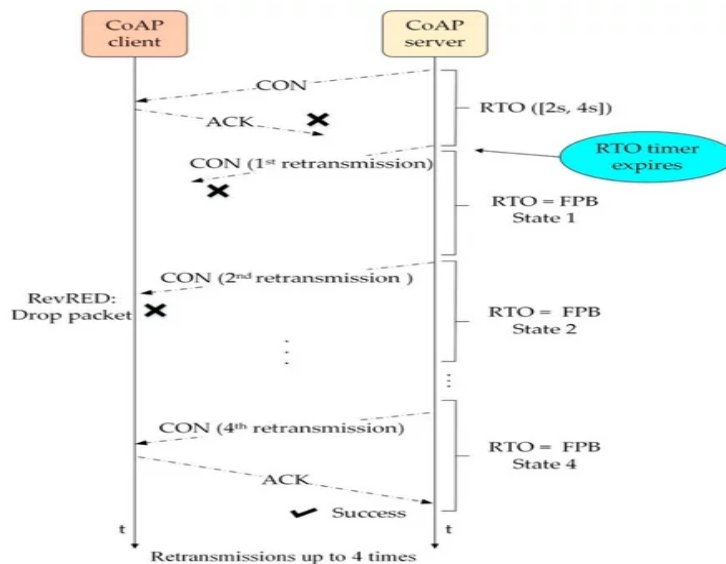 CoAP
client
CoAP
server
CON
ACK
RTO ([2s, 4s])
RTO timer
expires
CON (1st retransmission)
RTO = FPB
State 1
CON (2nd retransmission )
RevRED:
Drop packet
RTO = FPB
State 2
CON (4th retransmission)
RTO = FPB
State 4
ACK
Success
t
t
Retransmissions up to 4 times